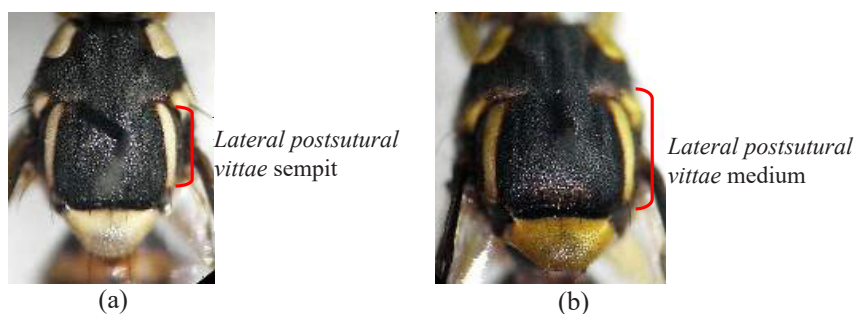 Lateral postsutural
vittae sempit
Lateral postsutural
vittae medium
(a)
(b)